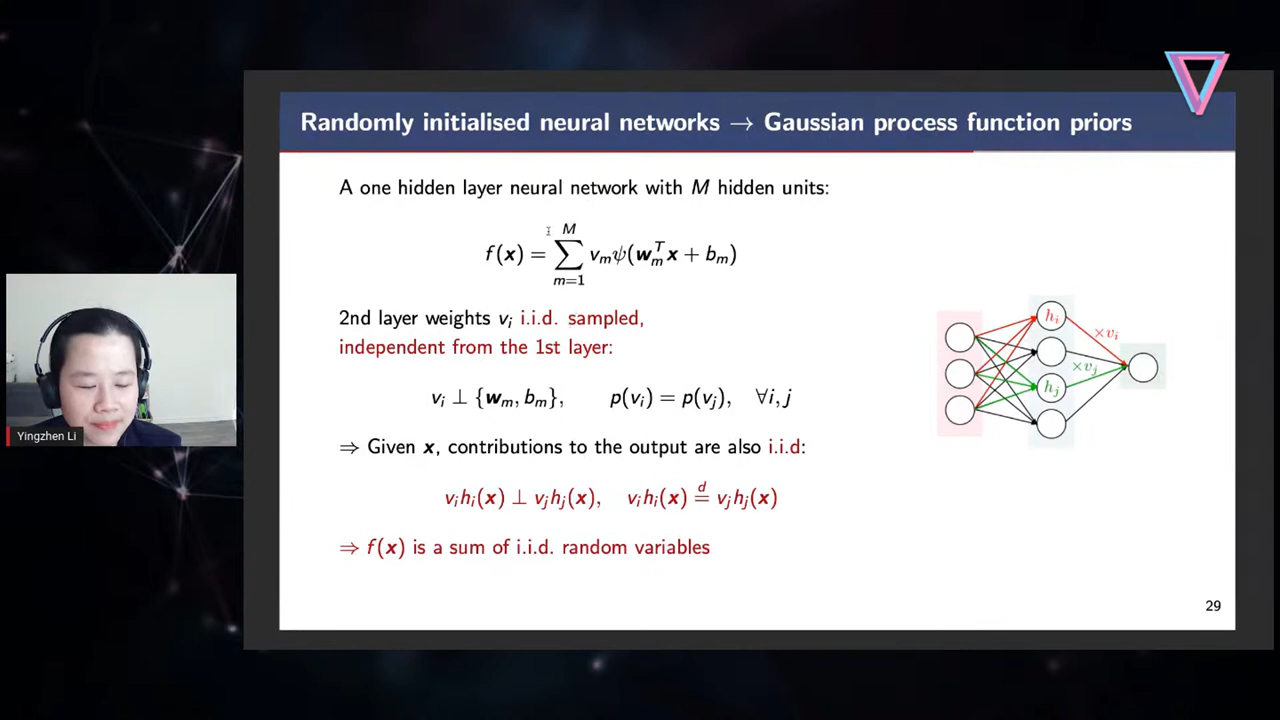 Randomly initialised neural networks → Gaussian process function priors
A one hidden layer neural network with M hidden units:
f(x) = ∑_{m=1}^{M} v_m ψ(w_m^T x + b_m)
2nd layer weights v_i i.i.d. sampled,
independent from the 1st layer:
v_i ⊥ {w_m, b_m}, p(v_i) = p(v_j), ∀i, j
⇒ Given x, contributions to the output are also i.i.d:
v_i h_i(x) ⊥ v_j h_j(x), v_i h_i(x) =^d v_j h_j(x)
⇒ f(x) is a sum of i.i.d. random variables
h_i
×v_i
×v_j
h_j
29
Yingzhen Li